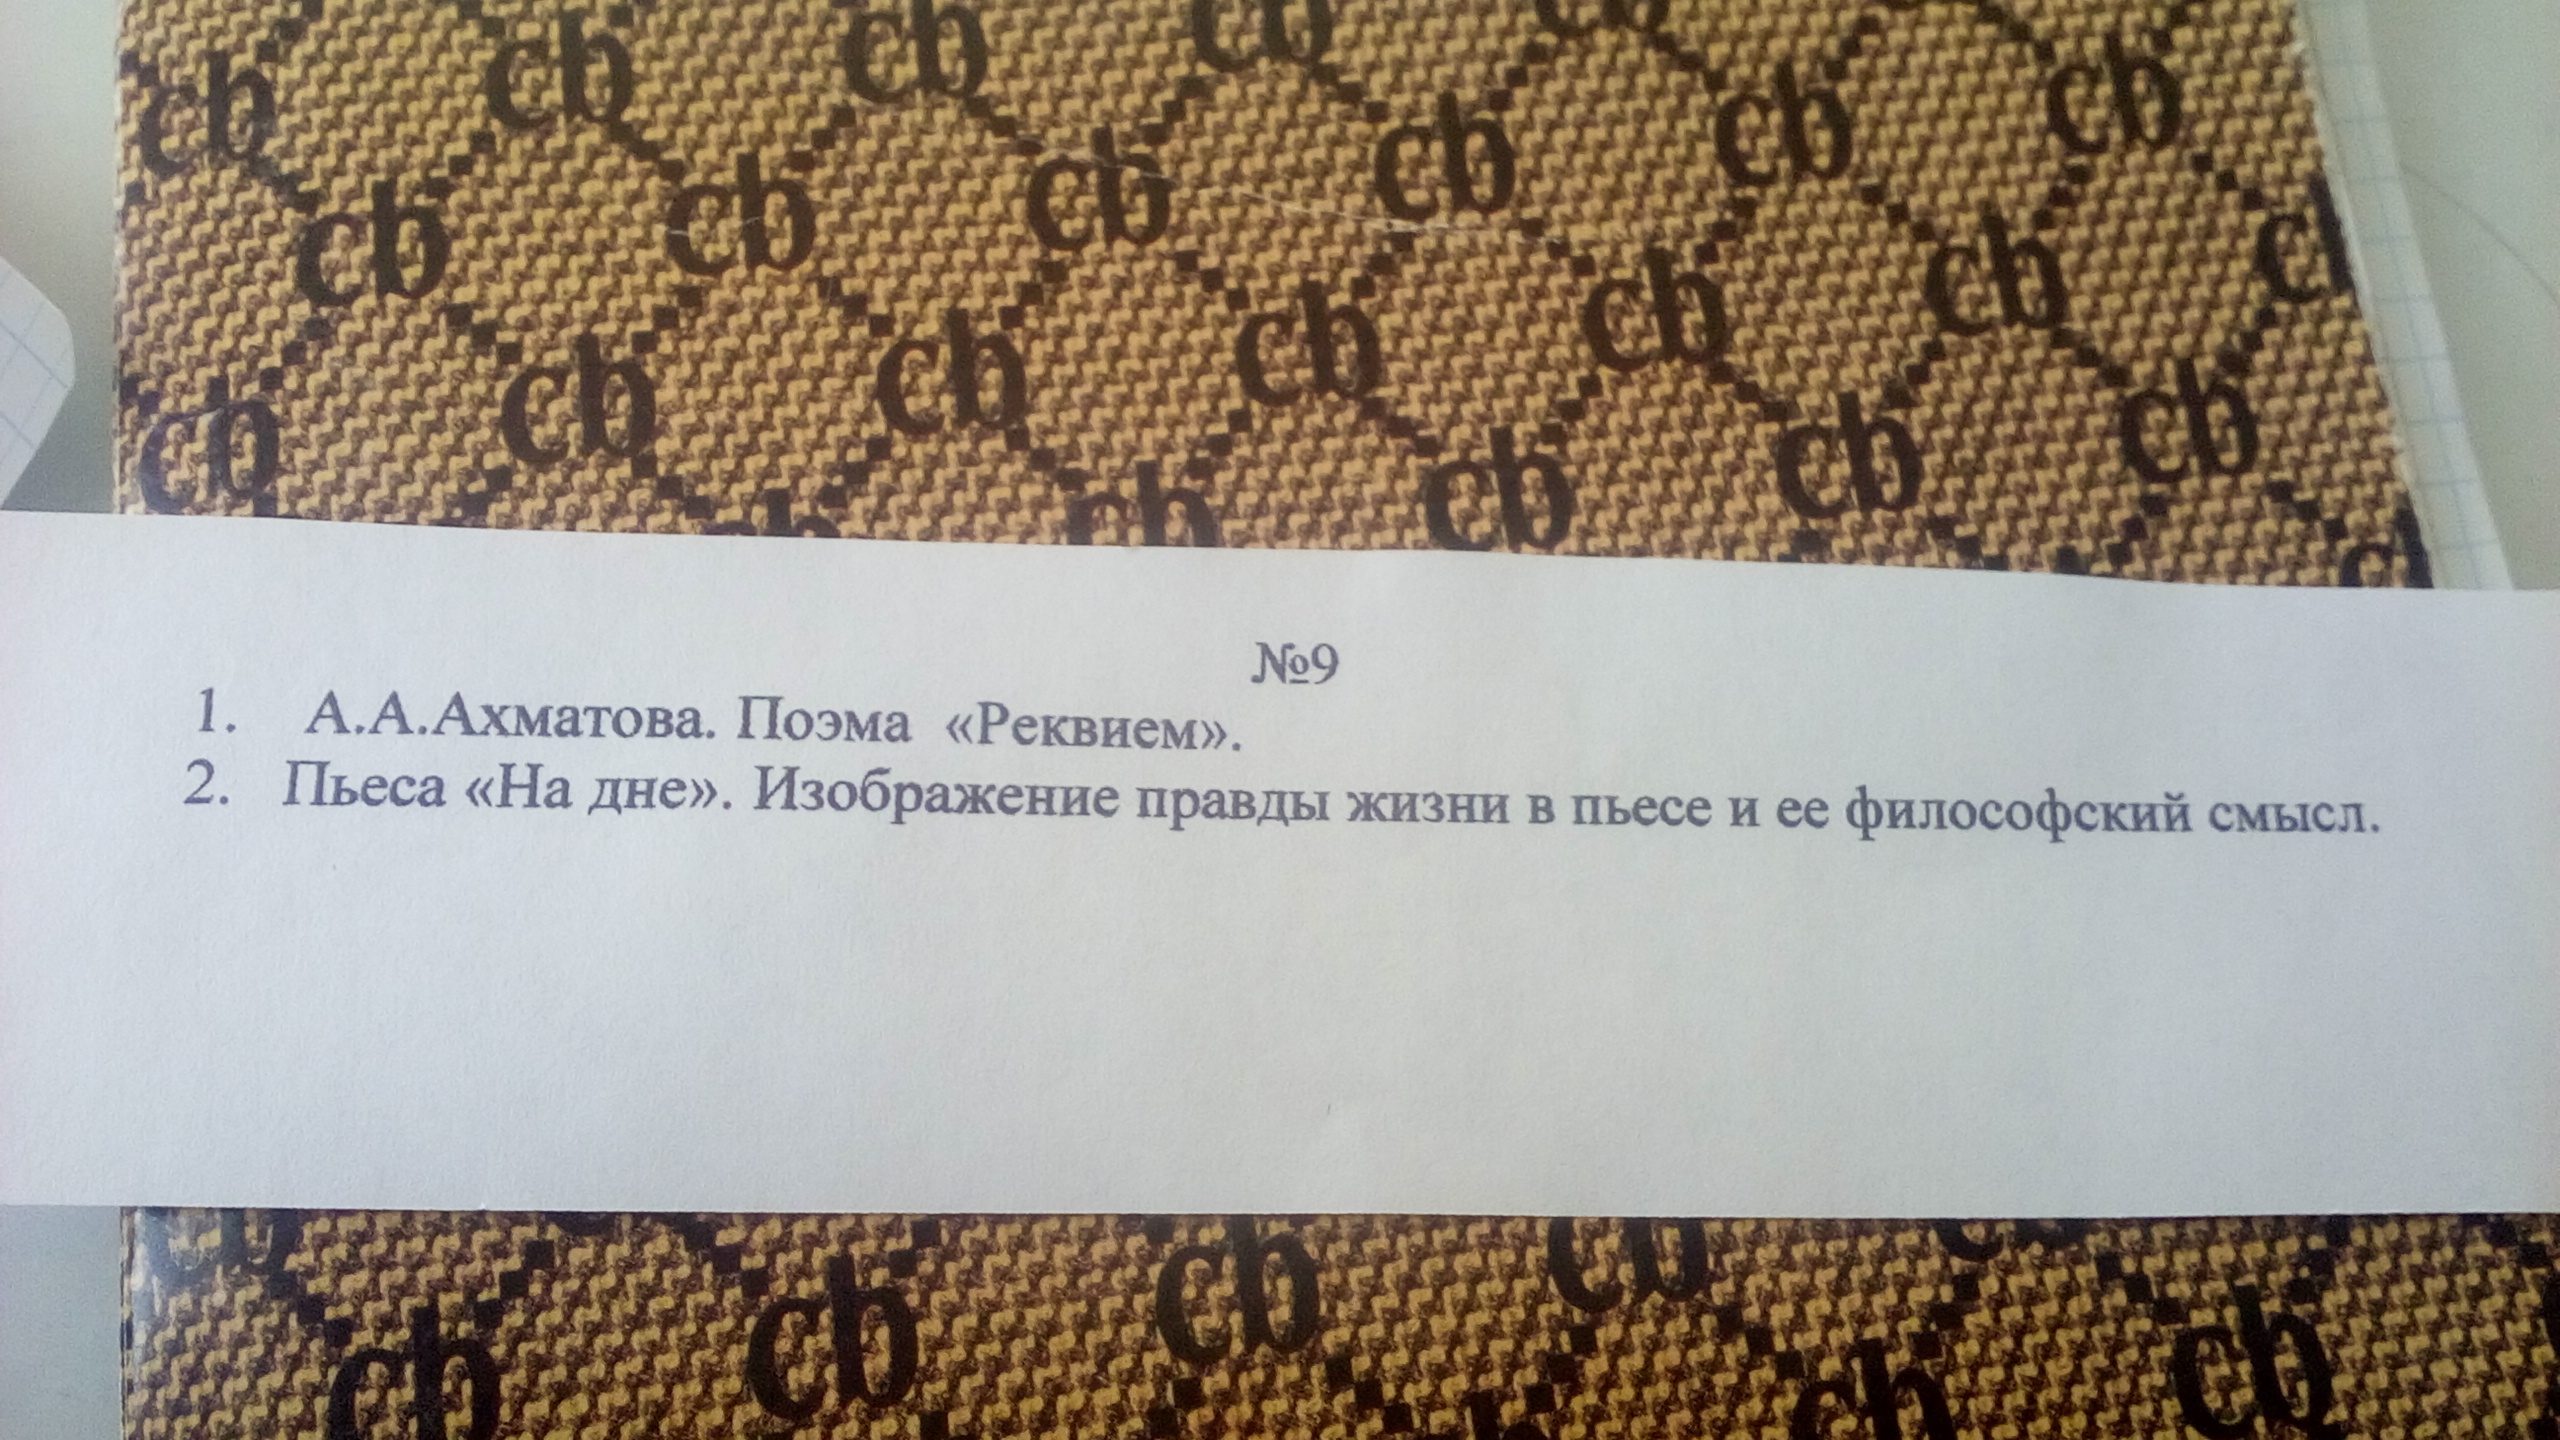 №9
1. А.А.Ахматова. Поэма «Реквием».
2. Пьеса «На дне». Изображение правды жизни в пьесе и ее философский смысл.